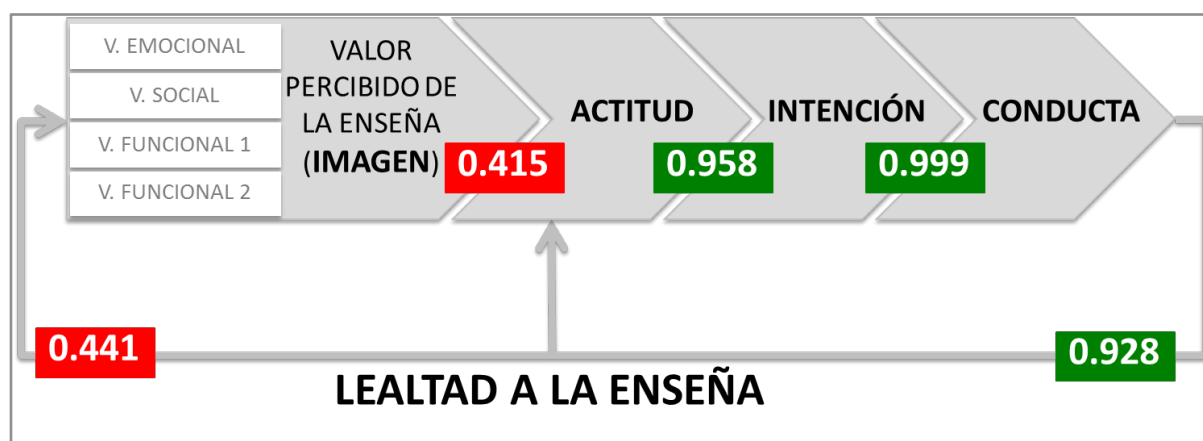 V. EMOCIONAL
V. SOCIAL
V. FUNCIONAL 1
V. FUNCIONAL 2
VALOR
PERCIBIDO DE
LA ENSEÑA
(IMAGEN)
0.415
ACTITUD
0.958
INTENCIÓN
0.999
CONDUCTA
0.441
0.928
LEALTAD A LA ENSEÑA